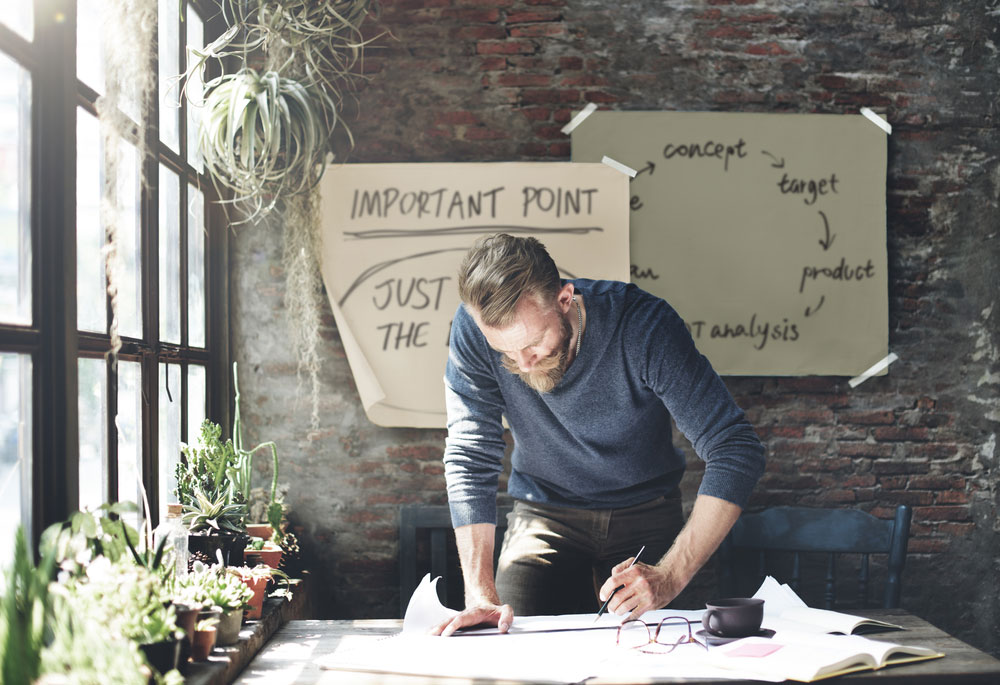 IMPORTANT POINT
JUST
THE
concept
target
product
analysis